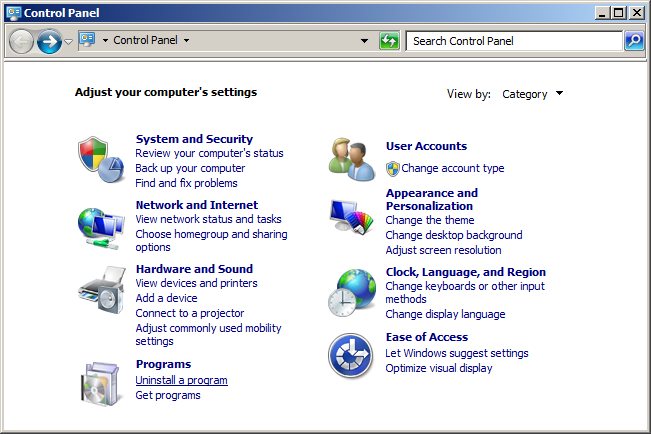 Control Panel
Control Panel
Search Control Panel
Adjust your computer's settings
View by: Category
System and Security
Review your computer's status
Back up your computer
Find and fix problems
Network and Internet
View network status and tasks
Choose homegroup and sharing
options
Hardware and Sound
View devices and printers
Add a device
Connect to a projector
Adjust commonly used mobility
settings
Programs
Uninstall a program
Get programs
User Accounts
Change account type
Appearance and
Personalization
Change the theme
Change desktop background
Adjust screen resolution
Clock, Language, and Region
Change keyboards or other input
methods
Change display language
Ease of Access
Let Windows suggest settings
Optimize visual display